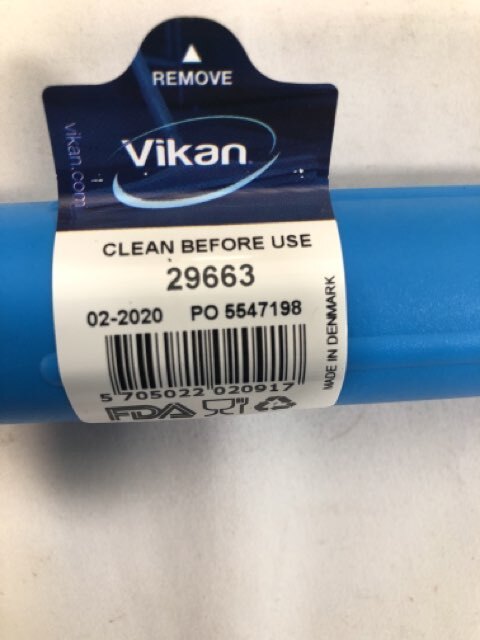 REMOVE
Vikan
vikan.com
CLEAN BEFORE USE
29663
02-2020 PO 5547198
MADE IN DENMARK
5 705022 020917
FDA